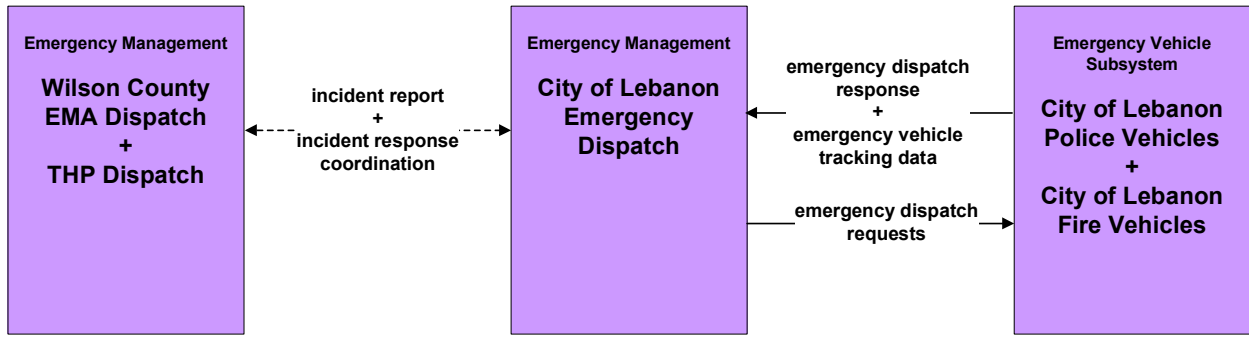 Emergency Management
Wilson County
EMA Dispatch
+
THP Dispatch
incident report
+
incident response
coordination
Emergency Management
City of Lebanon
Emergency
Dispatch
emergency dispatch
response
+
emergency vehicle
tracking data
emergency dispatch
requests
Emergency Vehicle
Subsystem
City of Lebanon
Police Vehicles
+
City of Lebanon
Fire Vehicles